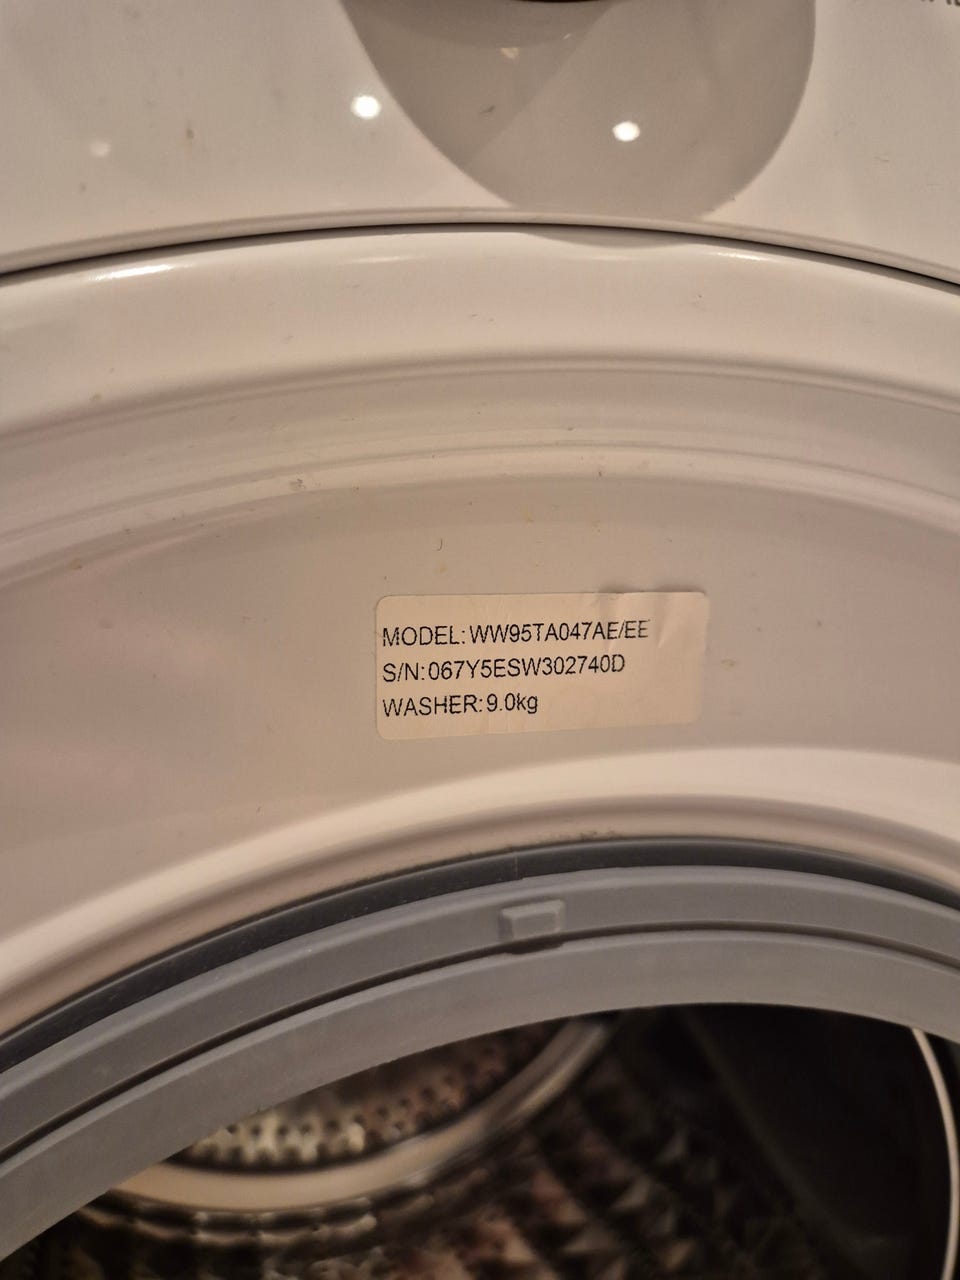 MODEL: WW95TA047AE/EE
S/N: 067Y5ESW302740D
WASHER: 9.0kg